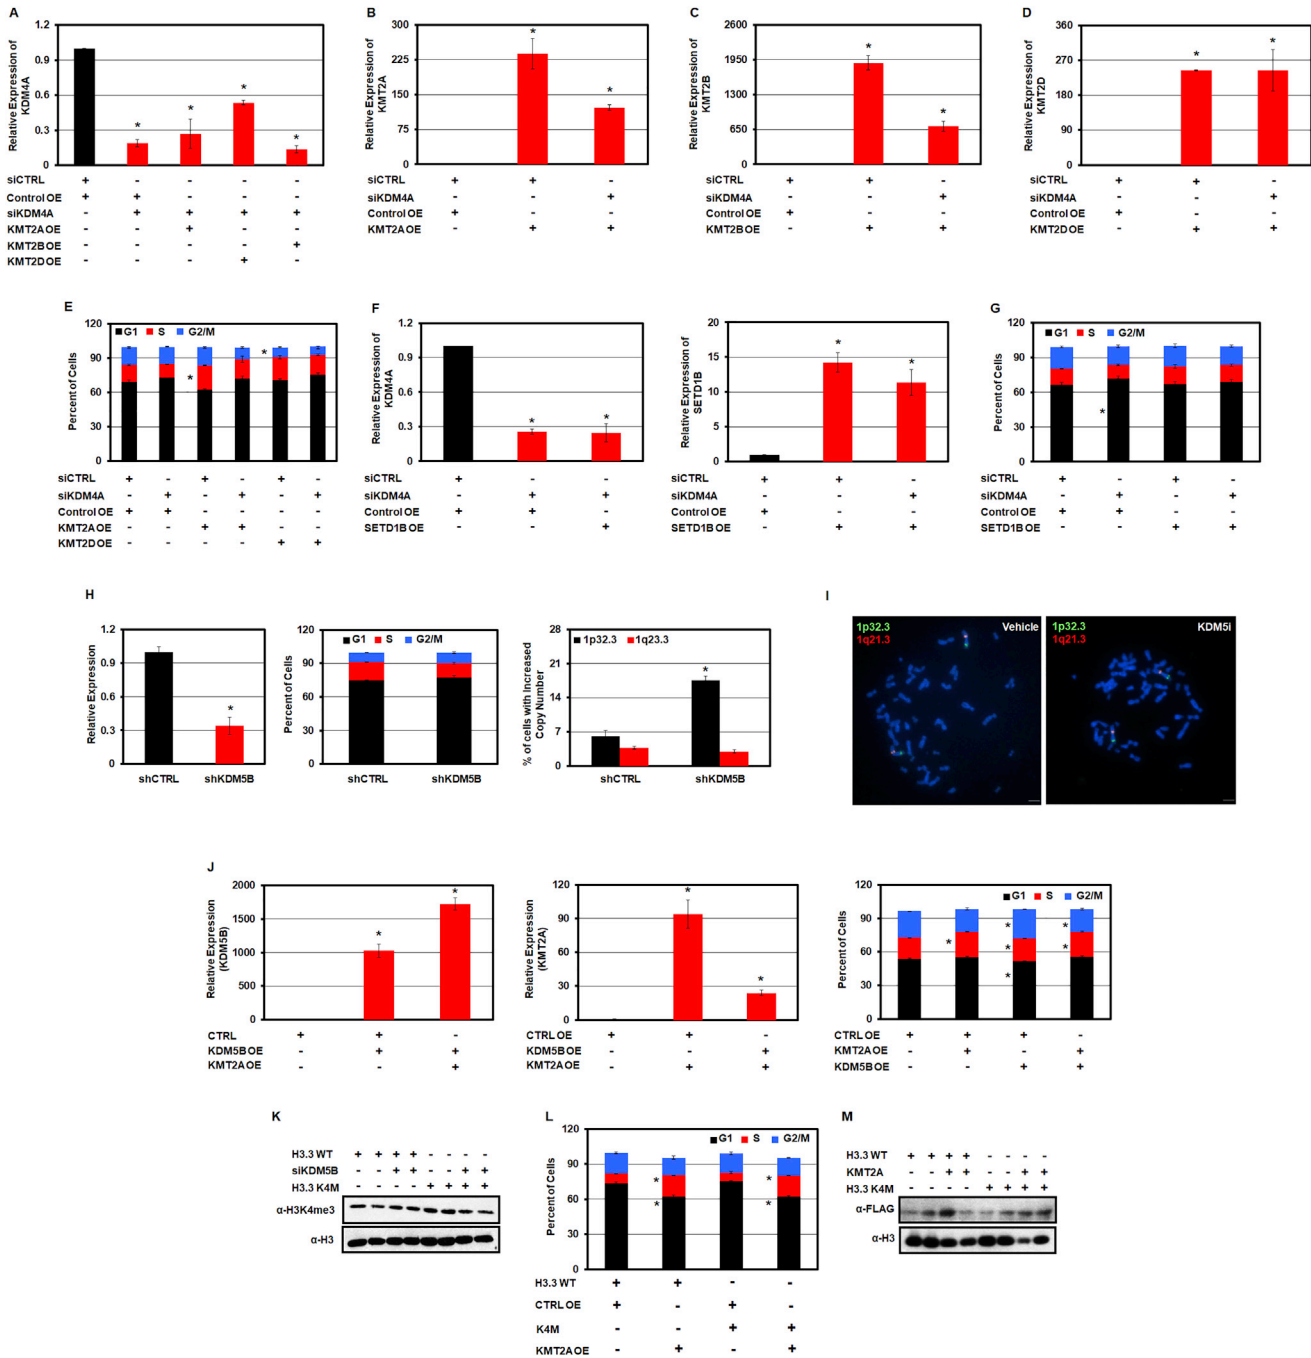 A
Relative Expression of
KDM4A
1.2
0.9
0.6
0.3
0
* * * *
siCTRL + - - - -
Control OE + + - - -
siKDM4A - + + + +
KMT2A OE - - + - -
KMT2B OE - - - - +
KMT2D OE - - - + -
B
Relative Expression of
KMT2A
300
225
150
75
0
* *
siCTRL + + -
siKDM4A - - +
Control OE + - -
KMT2A OE - + +
C
Relative Expression of
KMT2B
2600
1950
1300
650
0
* *
siCTRL + + -
siKDM4A - - +
Control OE + - -
KMT2B OE - + +
D
Relative Expression of
KMT2D
360
270
180
90
0
* *
siCTRL + + -
siKDM4A - - +
Control OE + - -
KMT2D OE - + +
E
Percent of Cells
120
90
60
30
0
G1 S G2/M
* *
siCTRL + - + - + -
siKDM4A - + - + - +
Control OE + + - - - -
KMT2A OE - - + + - -
KMT2D OE - - - - + +
F
Relative Expression of
KDM4A
1.2
0.9
0.6
0.3
0
* *
siCTRL + - -
siKDM4A - + +
Control OE + + -
SETD1B OE - - +
Relative Expression of
SETD1B
20
15
10
5
0
* *
siCTRL + + -
siKDM4A - - +
Control OE + - -
SETD1B OE - + +
G
Percent of Cells
120
90
60
30
0
G1 S G2/M
*
siCTRL + - + -
siKDM4A - + - +
Control OE + + - -
SETD1B OE - - + +
H
Relative Expression
1.2
0.9
0.6
0.3
0
*
shCTRL shKDM5B
Percent of Cells
120
90
60
30
0
G1 S G2/M
shCTRL shKDM5B
% of cells with Increased
Copy Number
28
21
14
7
0
1p32.3 1q23.3
*
shCTRL shKDM5B
I
1p32.3
1q21.3
Vehicle
1p32.3
1q21.3
KDM5i
J
Relative Expression
(KDM5B)
2000
1500
1000
500
0
* *
CTRL + + -
KDM5B OE - + +
KMT2A OE - - +
Relative Expression
(KMT2A)
120
90
60
30
0
* *
CTRL OE + + -
KDM5B OE - - +
KMT2A OE - + +
Percent of Cells
120
90
60
30
0
G1 S G2/M
* * * * * *
CTRL OE + + + -
KMT2A OE - + - +
KDM5B OE - - + +
K
H3.3 WT + + + + - - - -
siKDM5B - - + + - - + +
H3.3 K4M - - - - + + + +
α-H3K4me3
α-H3
L
Percent of Cells
120
90
60
30
0
G1 S G2/M
* * * *
H3.3 WT + + - -
CTRL OE + - + -
K4M - - + +
KMT2A OE - + - +
M
H3.3 WT + + + + - - - -
KMT2A - - + + - - + +
H3.3 K4M - - - - + + + +
α-FLAG
α-H3